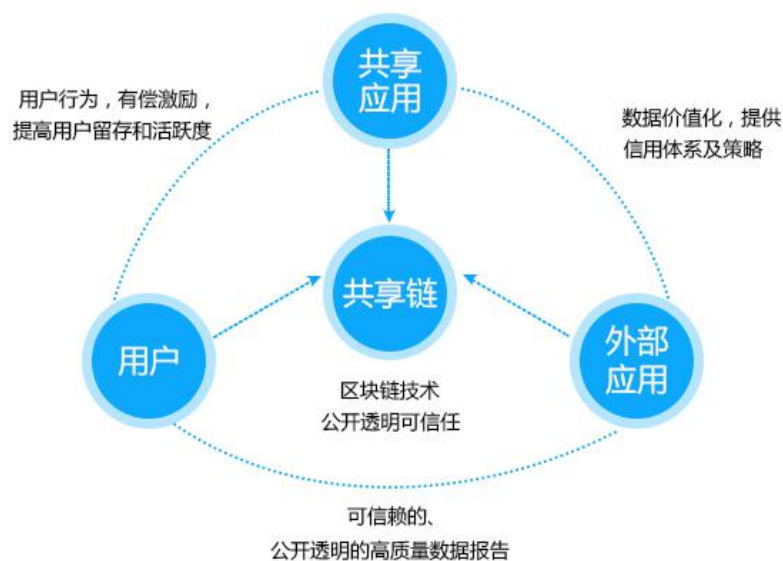 共享
应用
用户行为，有偿激励，
提高用户留存和活跃度
数据价值化，提供
信用体系及策略
共享链
用户
外部
应用
区块链技术
公开透明可信任
可信赖的、
公开透明的高质量数据报告